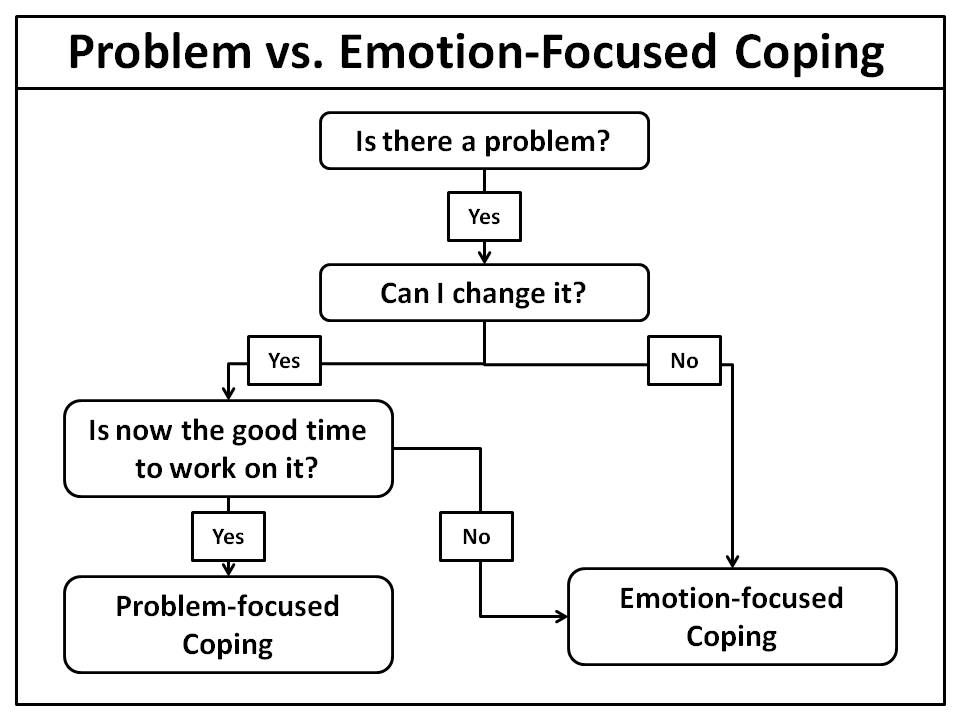 Problem vs. Emotion-Focused Coping
Is there a problem?
Yes
Can I change it?
Yes
No
Is now the good time
to work on it?
Yes
No
Problem-focused
Coping
Emotion-focused
Coping